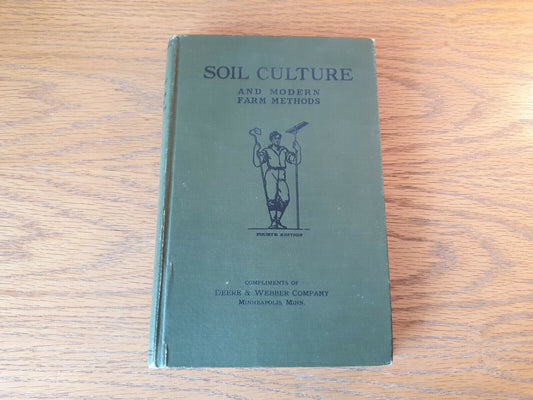 SOIL CULTURE
AND MODERN
FARM METHODS
FOURTH EDITION
COMPLIMENTS OF
DEERE & WEBBER COMPANY
MINNEAPOLIS, MINN.